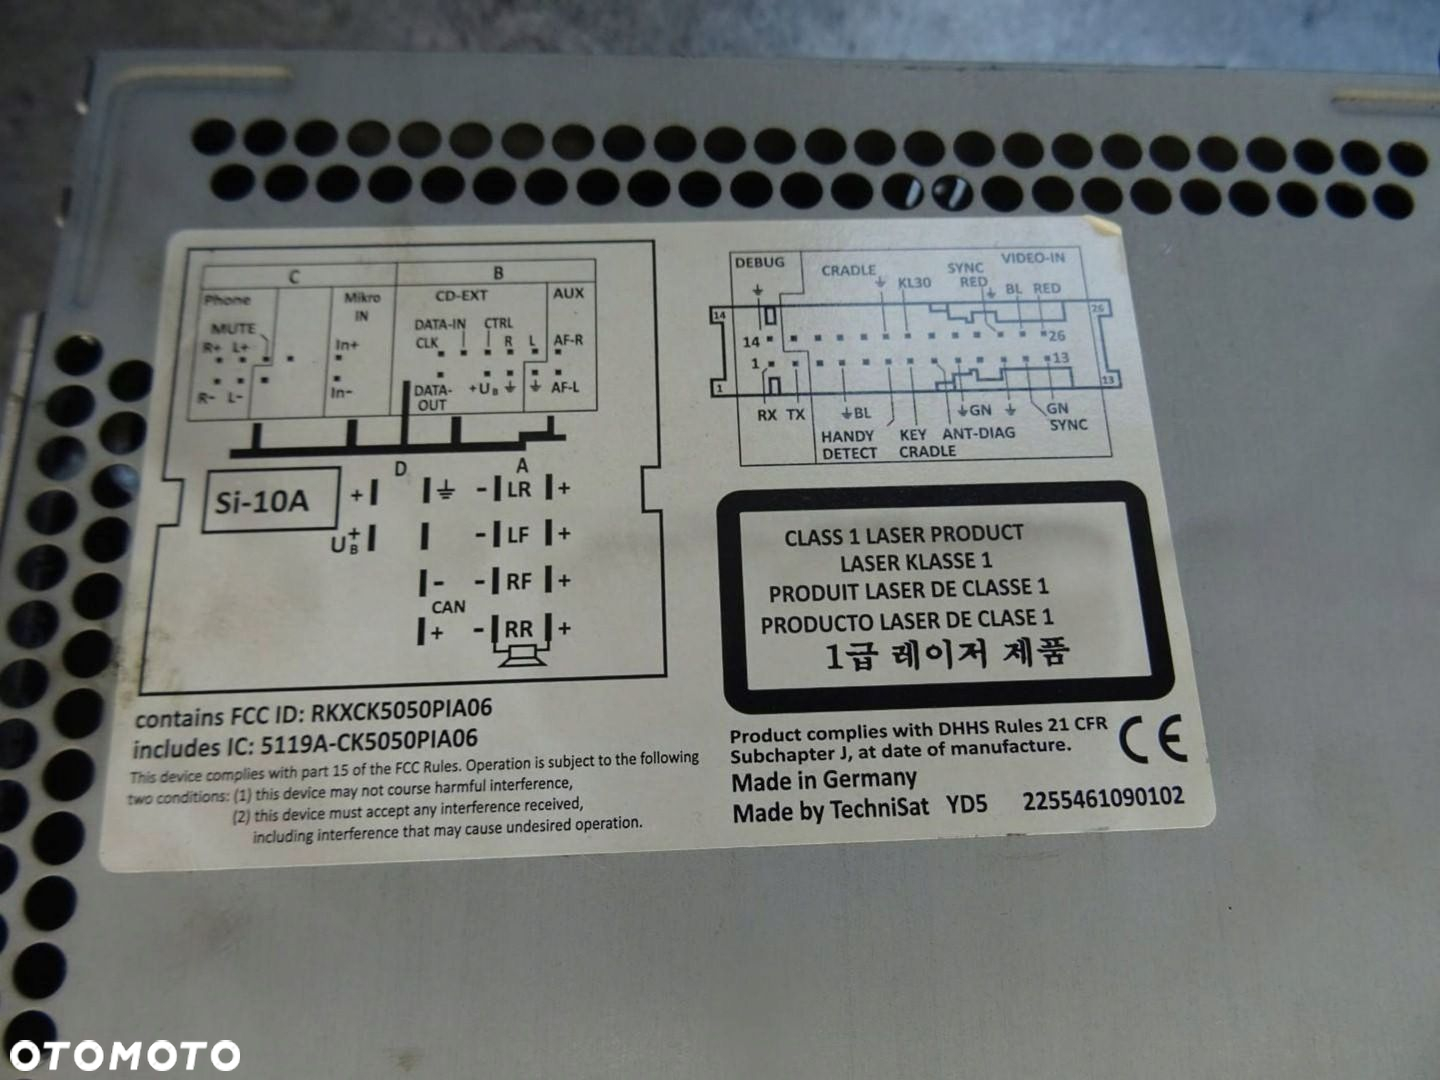 C B
Phone Mikro IN CD-EXT AUX
MUTE DATA-IN CTRL
R+ L+ In+ CLK R L AF-R
R- L- In- DATA-OUT +UB AF-L
D A
Si-10A + - LR +
+ UB - LF +
- - RF +
CAN
+ - RR +
contains FCC ID: RKXCK5050PIA06
includes IC: 5119A-CK5050PIA06
This device complies with part 15 of the FCC Rules. Operation is subject to the following
two conditions: (1) this device may not course harmful interference,
(2) this device must accept any interference received,
including interference that may cause undesired operation.
DEBUG CRADLE KL30 SYNC RED VIDEO-IN
BL RED
14 26
14 26
1 13
1 13
RX TX BL GN GN SYNC
HANDY DETECT KEY CRADLE ANT-DIAG
CLASS 1 LASER PRODUCT
LASER KLASSE 1
PRODUIT LASER DE CLASSE 1
PRODUCTO LASER DE CLASE 1
1급 레이저 제품
Product complies with DHHS Rules 21 CFR
Subchapter J, at date of manufacture.
CE
Made in Germany
Made by TechniSat YD5 2255461090102
OTOMOTO